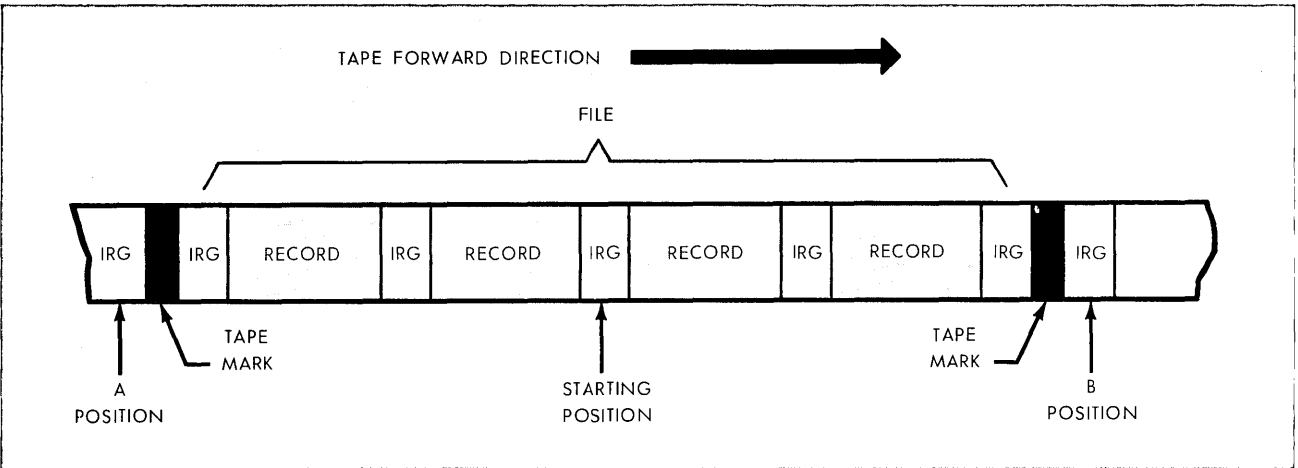 TAPE FORWARD DIRECTION
FILE
IRG IRG RECORD IRG RECORD IRG RECORD IRG RECORD IRG IRG
TAPE
MARK
A
POSITION
STARTING
POSITION
TAPE
MARK
B
POSITION